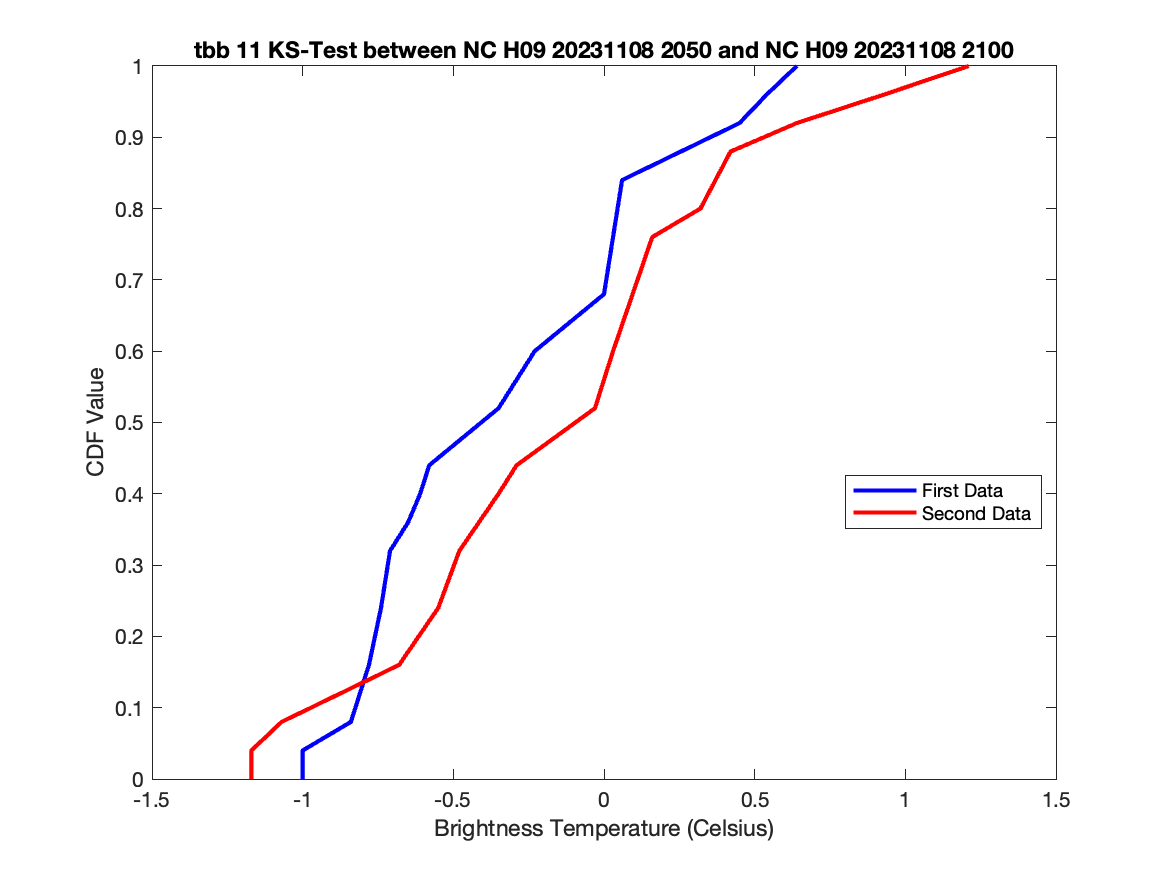 tbb 11 KS-Test between NC H09 20231108 2050 and NC H09 20231108 2100
1
0.9
0.8
0.7
0.6
0.5
0.4
0.3
0.2
0.1
0
CDF Value
First Data
Second Data
-1.5 -1 -0.5 0 0.5 1 1.5
Brightness Temperature (Celsius)